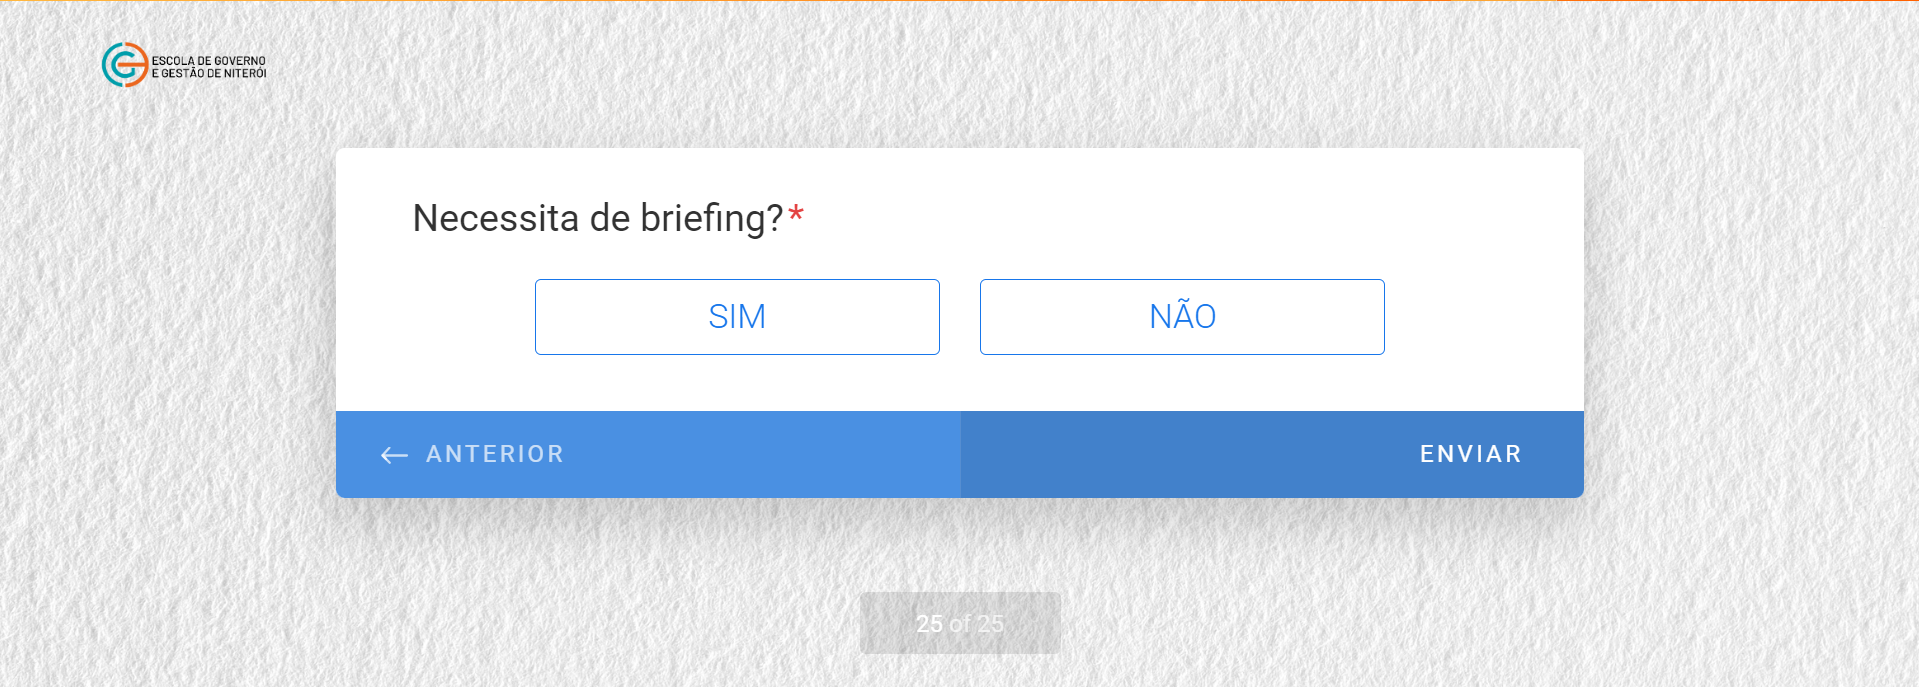 ESCOLA DE GOVERNO
E GESTÃO DE NITERÓI
Necessita de briefing?*
SIM
NÃO
← ANTERIOR
ENVIAR
25 of 25